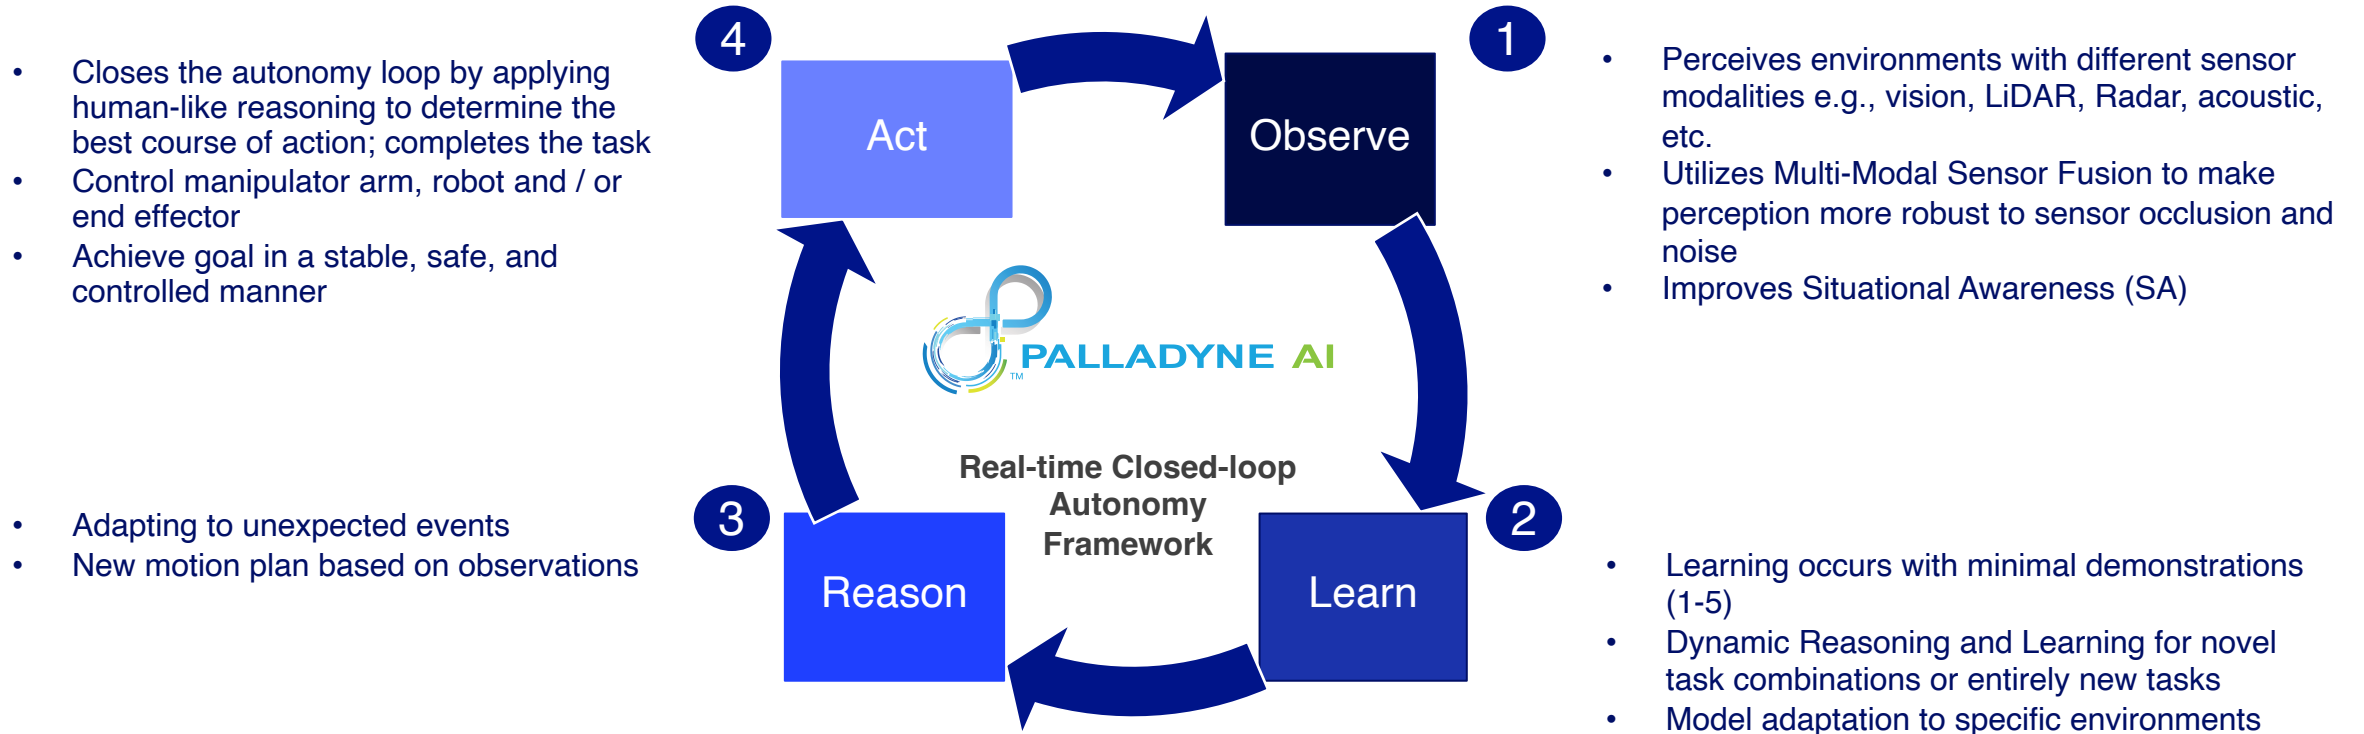 4
• Closes the autonomy loop by applying
human-like reasoning to determine the
best course of action; completes the task
• Control manipulator arm, robot and / or
end effector
• Achieve goal in a stable, safe, and
controlled manner
Act
Observe
1
• Perceives environments with different sensor
modalities e.g., vision, LiDAR, Radar, acoustic,
etc.
• Utilizes Multi-Modal Sensor Fusion to make
perception more robust to sensor occlusion and
noise
• Improves Situational Awareness (SA)
PALLADYNE AI
TM
Real-time Closed-loop
Autonomy
Framework
3
• Adapting to unexpected events
• New motion plan based on observations
Reason
Learn
2
• Learning occurs with minimal demonstrations
(1-5)
• Dynamic Reasoning and Learning for novel
task combinations or entirely new tasks
• Model adaptation to specific environments